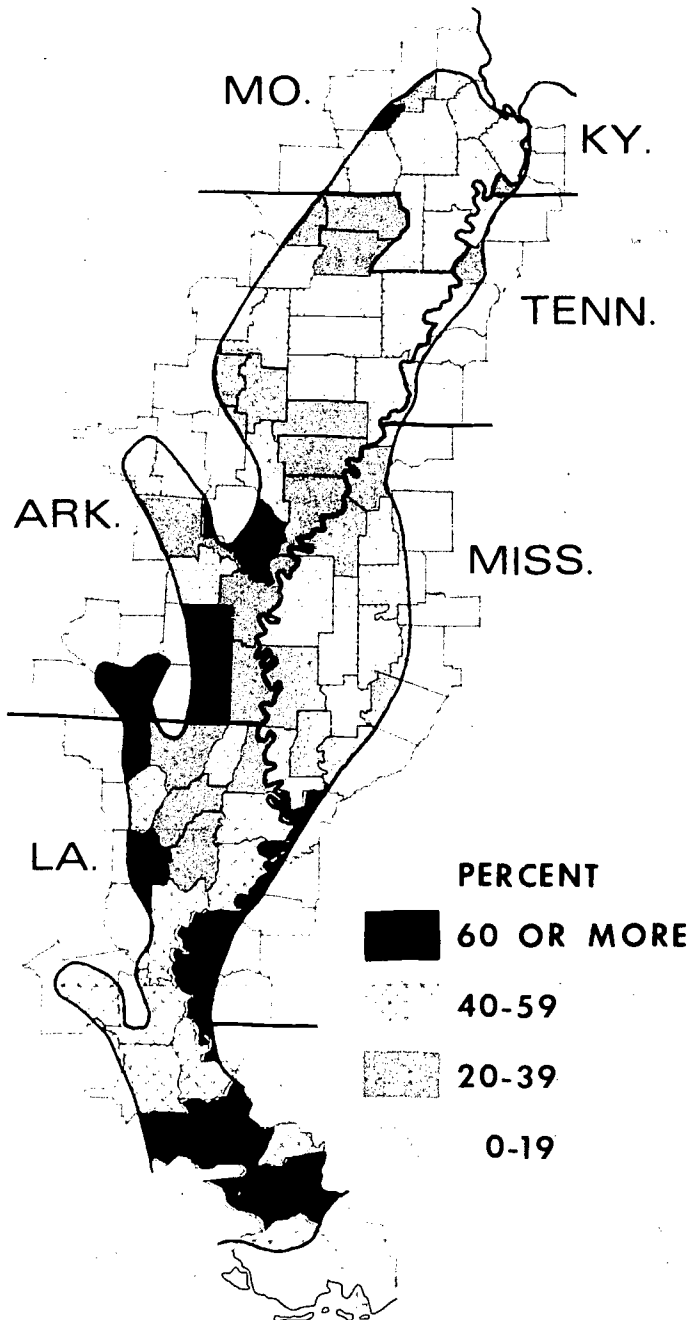 MO.
KY.
TENN.
ARK.
MISS.
LA.
PERCENT
60 OR MORE
40-59
20-39
0-19